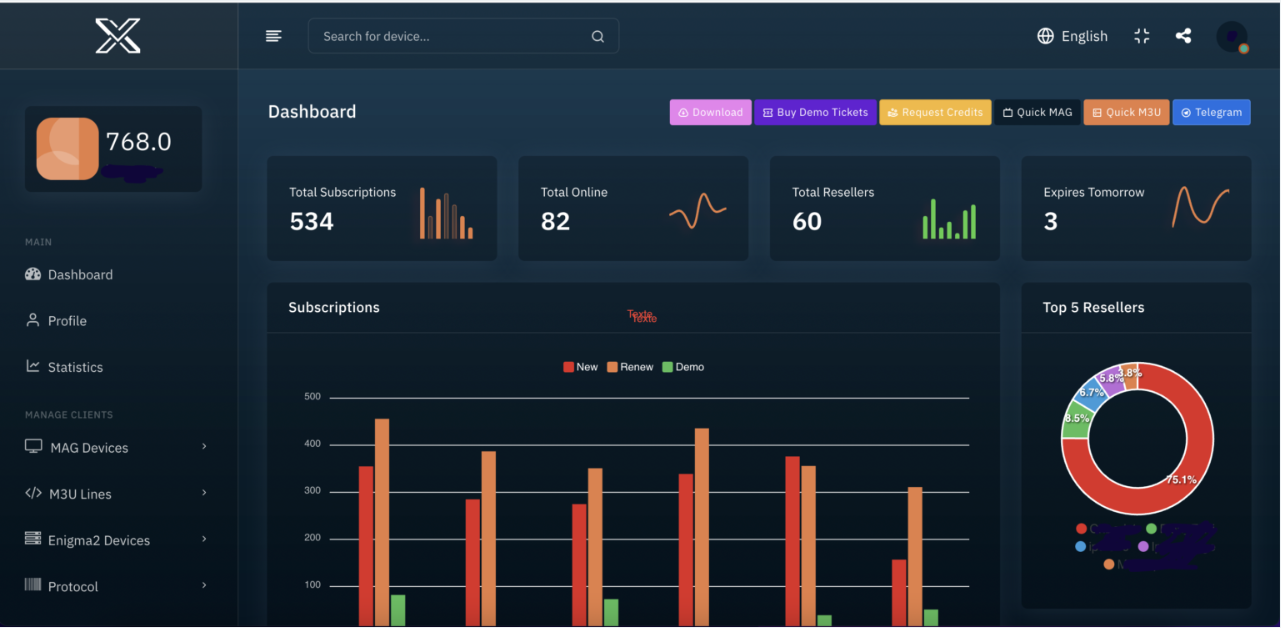 Search for device...
English
768.0
Dashboard
Download
Buy Demo Tickets
Request Credits
Quick MAG
Quick M3U
Telegram
Total Subscriptions
534
Total Online
82
Total Resellers
60
Expires Tomorrow
3
MAIN
Dashboard
Profile
Statistics
MANAGE CLIENTS
MAG Devices
M3U Lines
Enigma2 Devices
Protocol
Subscriptions
Texte
Texte
New Renew Demo
500
400
300
200
100
Top 5 Resellers
3.8%
5.8%
6.7%
8.5%
75.1%